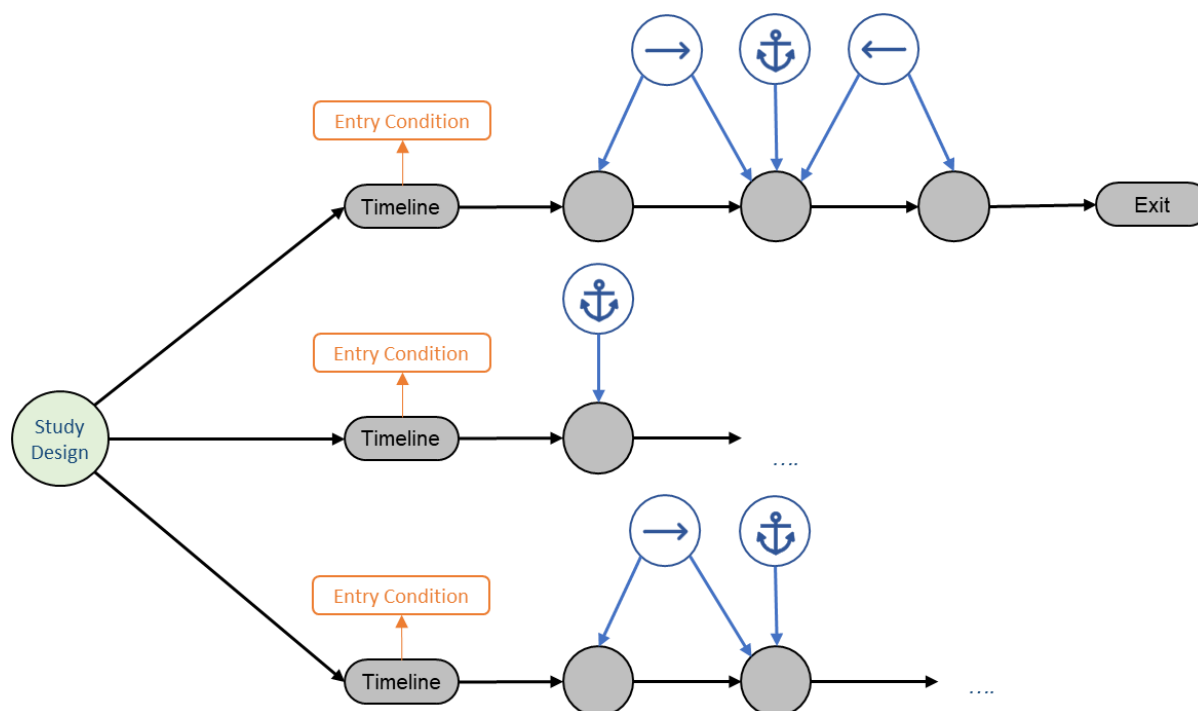 Entry Condition
Timeline
Exit
Entry Condition
Study
Design
Timeline
....
Entry Condition
Timeline
....